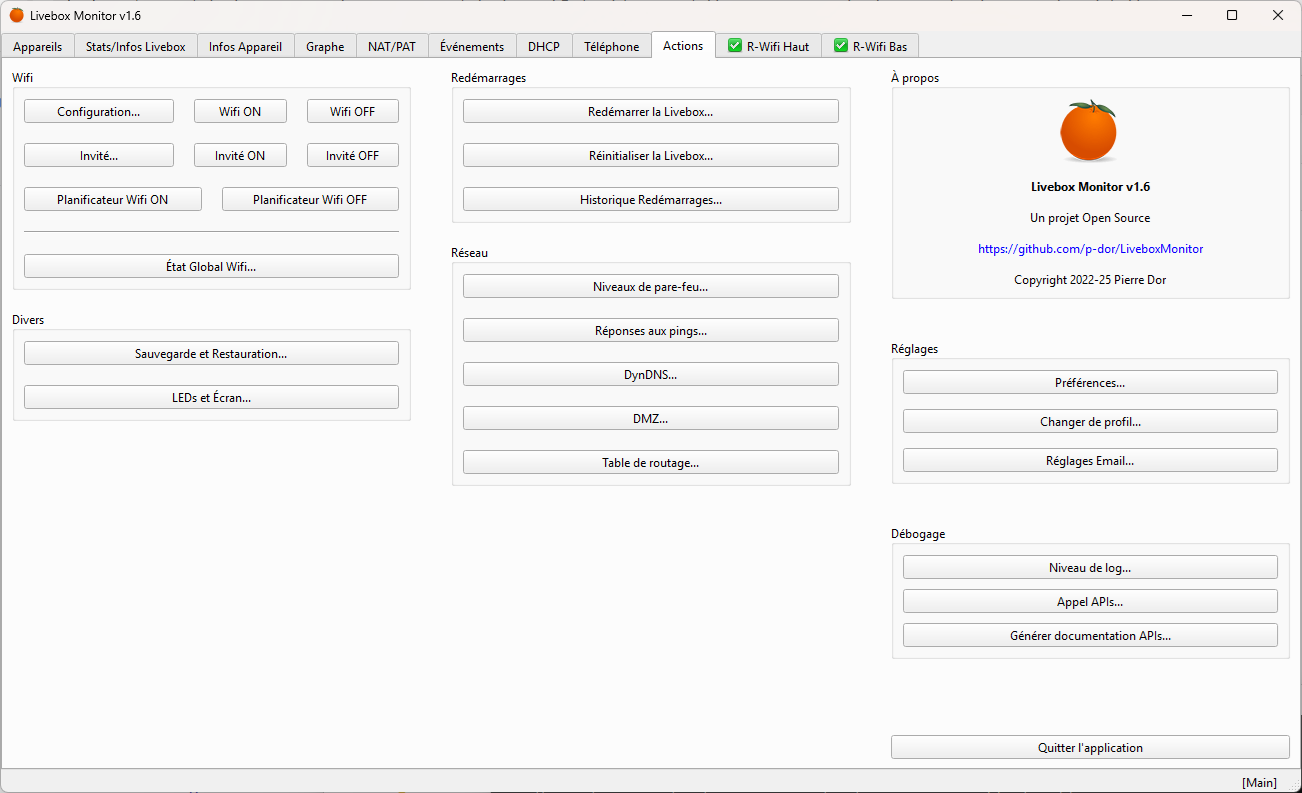 Livebox Monitor v1.6
Appareils Stats/Infos Livebox Infos Appareil Graphe NAT/PAT Événements DHCP Téléphone Actions R-Wifi Haut R-Wifi Bas
Wifi
Configuration... Wifi ON Wifi OFF
Invité... Invité ON Invité OFF
Planificateur Wifi ON Planificateur Wifi OFF
État Global Wifi...
Divers
Sauvegarde et Restauration...
LEDs et Écran...
Redémarrages
Redémarrer la Livebox...
Réinitialiser la Livebox...
Historique Redémarrages...
Réseau
Niveaux de pare-feu...
Réponses aux pings...
DynDNS...
DMZ...
Table de routage...
À propos
Livebox Monitor v1.6
Un projet Open Source
https://github.com/p-dor/LiveboxMonitor
Copyright 2022-25 Pierre Dor
Réglages
Préférences...
Changer de profil...
Réglages Email...
Débogage
Niveau de log...
Appel APIs...
Générer documentation APIs...
Quitter l'application
[Main]